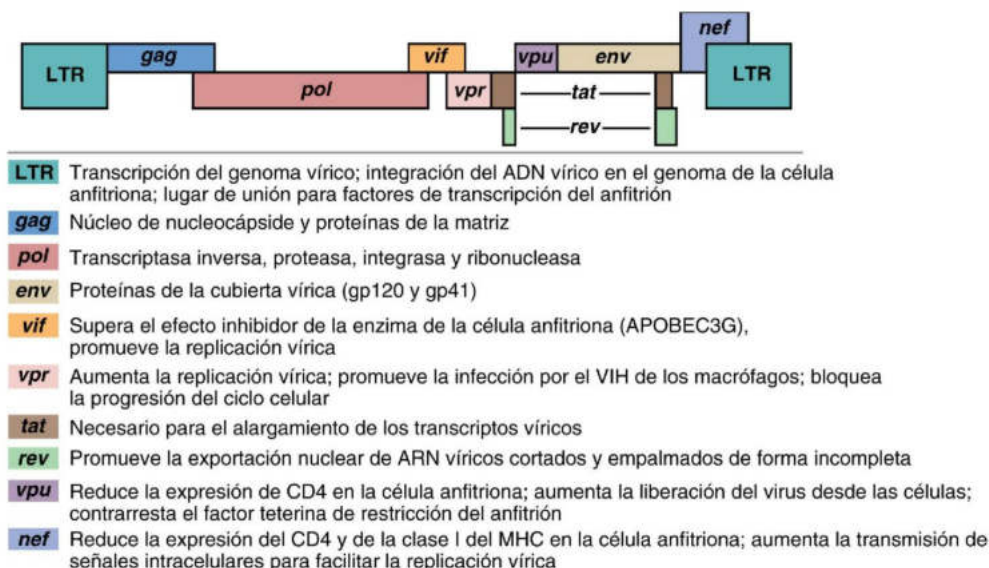 nef
gag
vif
vpu
env
LTR
LTR
pol
vpr
tat
rev
LTR Transcripción del genoma vírico; integración del ADN vírico en el genoma de la célula
anfitriona; lugar de unión para factores de transcripción del anfitrión
gag Núcleo de nucleocápside y proteínas de la matriz
pol Transcriptasa inversa, proteasa, integrasa y ribonucleasa
env Proteínas de la cubierta vírica (gp120 y gp41)
vif Supera el efecto inhibidor de la enzima de la célula anfitriona (APOBEC3G),
promueve la replicación vírica
vpr Aumenta la replicación vírica; promueve la infección por el VIH de los macrófagos; bloquea
la progresión del ciclo celular
tat Necesario para el alargamiento de los transcriptos víricos
rev Promueve la exportación nuclear de ARN víricos cortados y empalmados de forma incompleta
vpu Reduce la expresión de CD4 en la célula anfitriona; aumenta la liberación del virus desde las células;
contrarresta el factor teterina de restricción del anfitrión
nef Reduce la expresión del CD4 y de la clase I del MHC en la célula anfitriona; aumenta la transmisión de
señales intracelulares para facilitar la replicación vírica